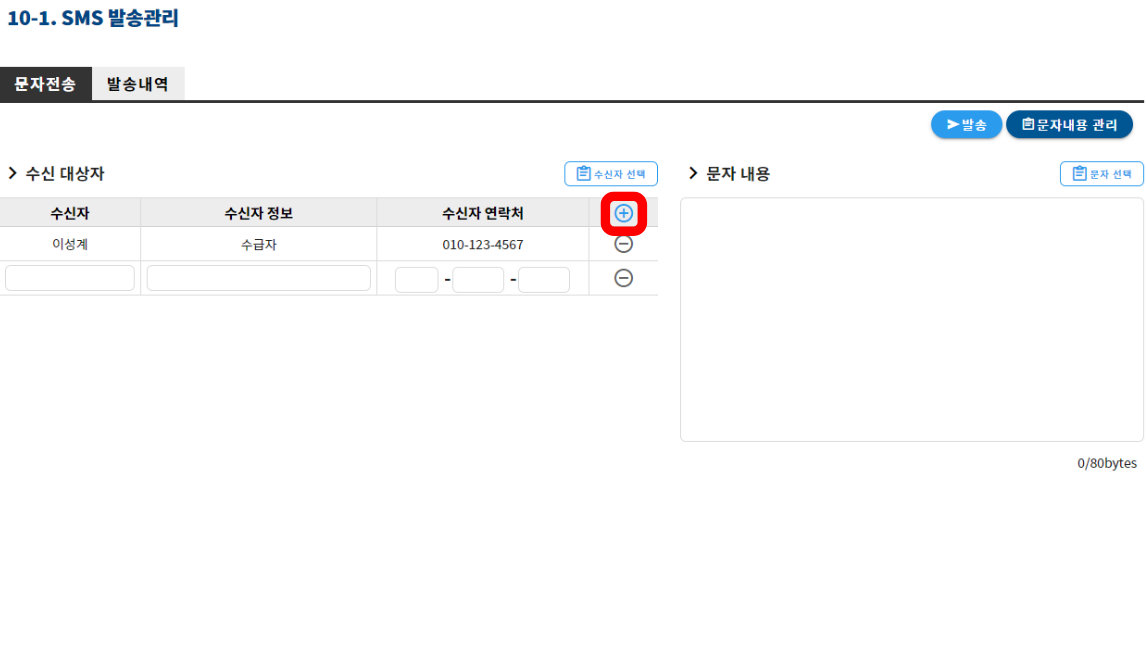 10-1. SMS 발송관리
문자전송 발송내역
발송 문자내용 관리
수신 대상자 수신자 선택
수신자 수신자 정보 수신자 연락처
이성계 수급자 010-123-4567
- -
문자 내용 문자 선택
0/80bytes